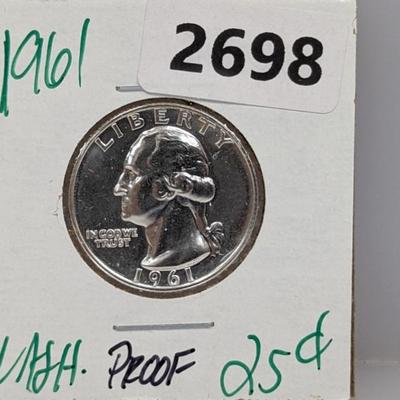 1961
2698
LIBERTY
IN GOD WE
TRUST
1961
WASH. PROOF 25¢